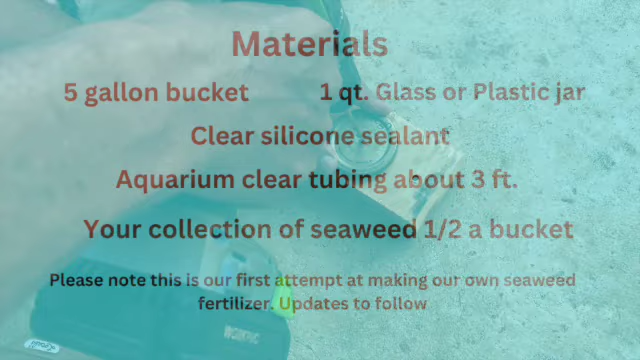 Materials
5 gallon bucket 1 qt. Glass or Plastic jar
Clear silicone sealant
Aquarium clear tubing about 3 ft.
Your collection of seaweed 1/2 a bucket
Please note this is our first attempt at making our own seaweed
fertilizer. Updates to follow